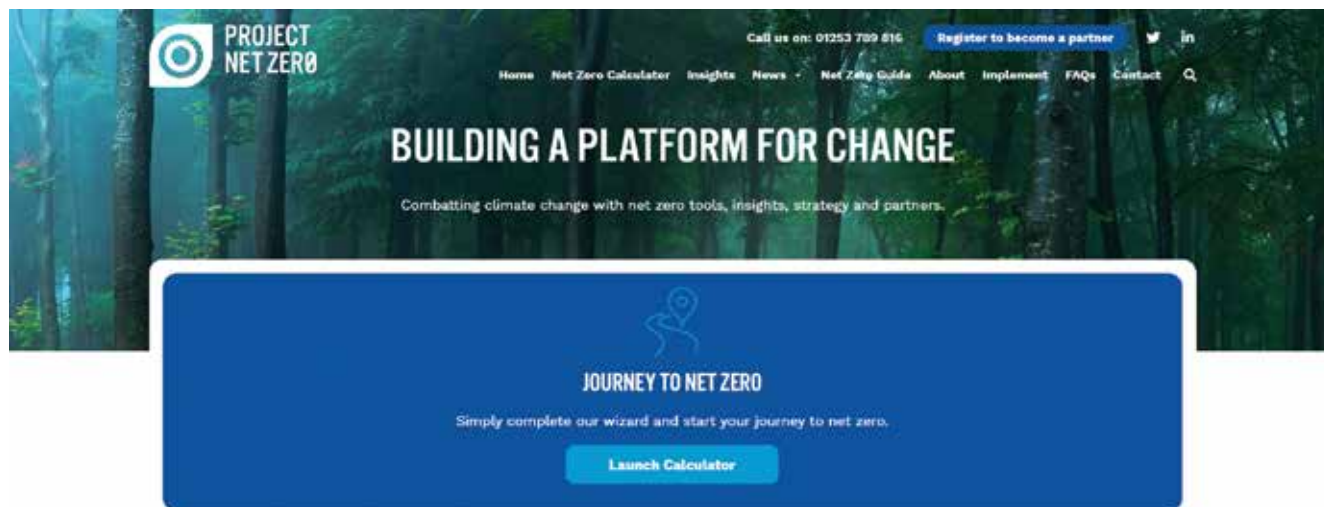 PROJECT
NET ZERO
Call us on: 01253 789 816 Register to become a partner in
Home Net Zero Calculator Insights News Net Zero Guide About Implement FAQs Contact
BUILDING A PLATFORM FOR CHANGE
Combatting climate change with net zero tools, insights, strategy and partners.
JOURNEY TO NET ZERO
Simply complete our wizard and start your journey to net zero.
Launch Calculator